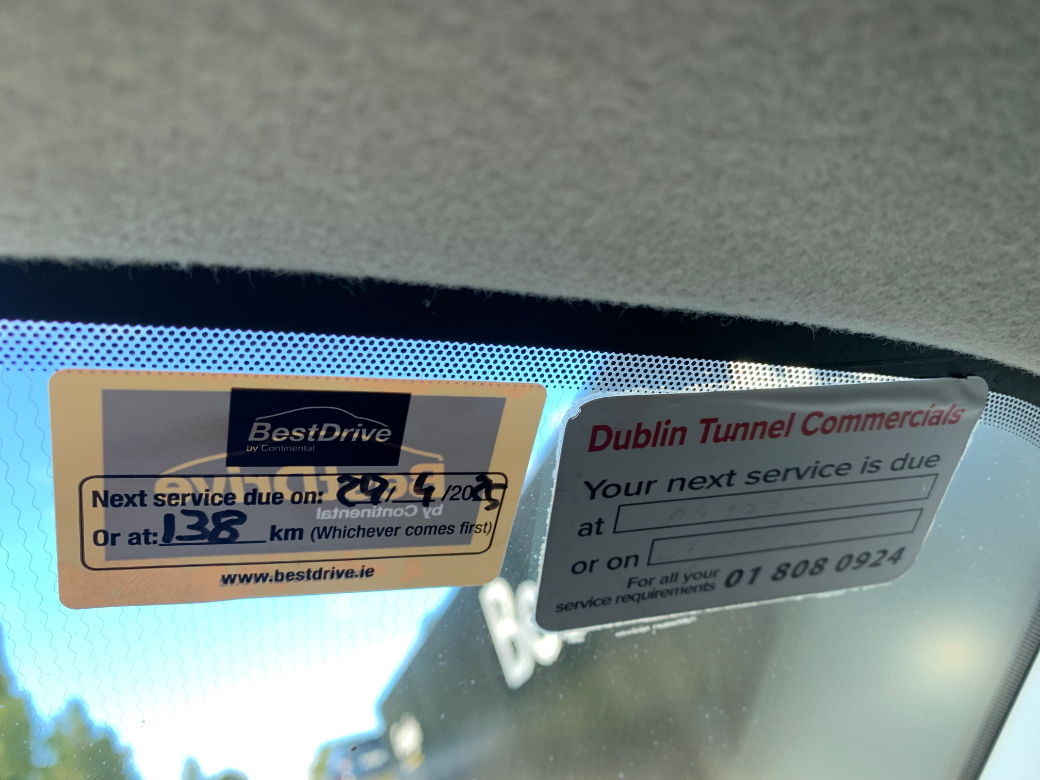 BestDrive
by Continental
Next service due on: 24/4/2025
Or at: 138 km (Whichever comes first)
www.bestdrive.ie
Dublin Tunnel Commercials
Your next service is due
at
or on
For all your
service requirements 01 808 0924